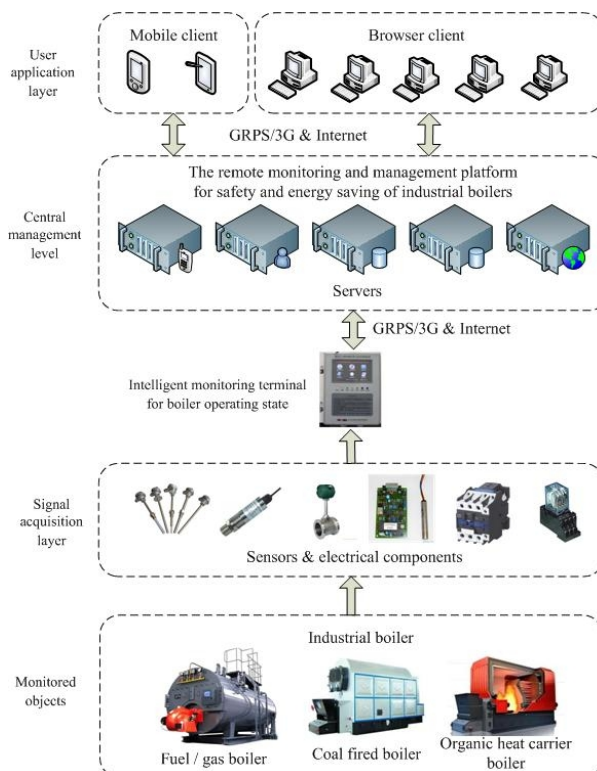 Mobile client
Browser client
User
application
layer
GRPS/3G & Internet
The remote monitoring and management platform
for safety and energy saving of industrial boilers
Central
management
level
Servers
GRPS/3G & Internet
Intelligent monitoring terminal
for boiler operating state
Signal
acquisition
layer
Sensors & electrical components
Industrial boiler
Monitored
objects
Fuel / gas boiler
Coal fired boiler
Organic heat carrier
boiler